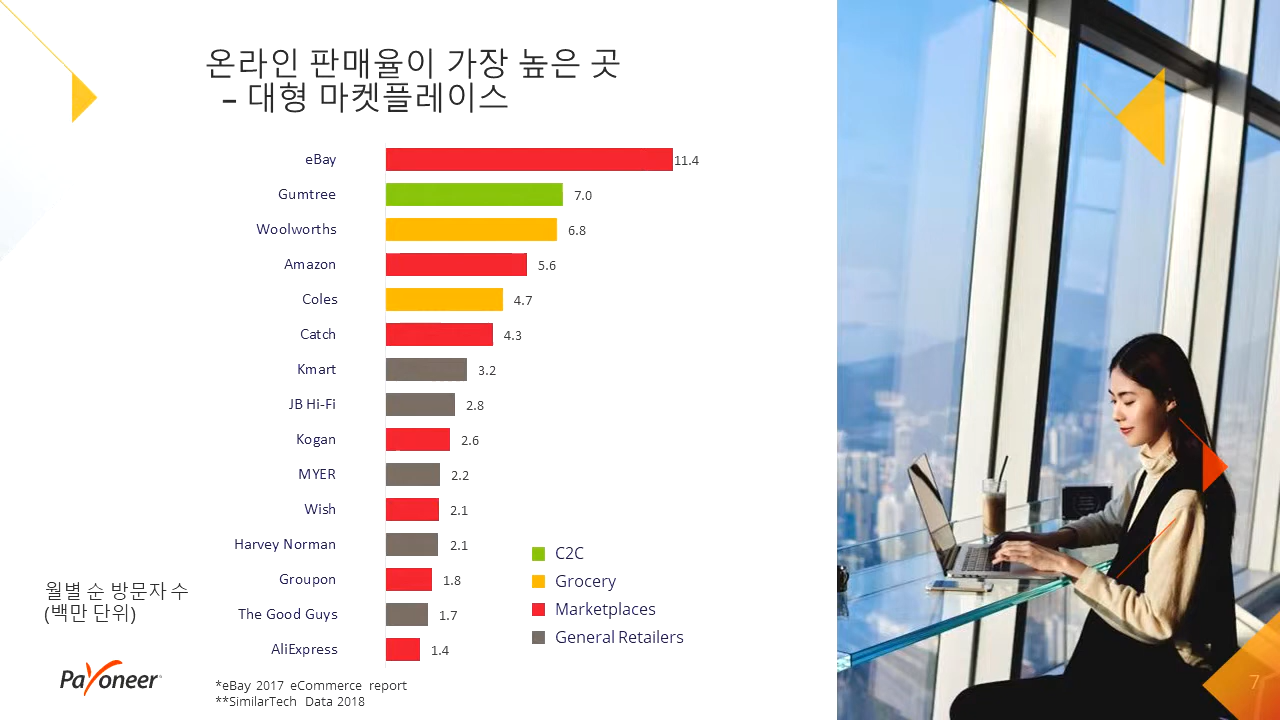 온라인 판매율이 가장 높은 곳
– 대형 마켓플레이스
eBay 11.4
Gumtree 7.0
Woolworths 6.8
Amazon 5.6
Coles 4.7
Catch 4.3
Kmart 3.2
JB Hi-Fi 2.8
Kogan 2.6
MYER 2.2
Wish 2.1
Harvey Norman 2.1
Groupon 1.8
The Good Guys 1.7
AliExpress 1.4
C2C
Grocery
Marketplaces
General Retailers
월별 순 방문자 수
(백만 단위)
Payoneer
*eBay 2017 eCommerce report
**SimilarTech Data 2018
7